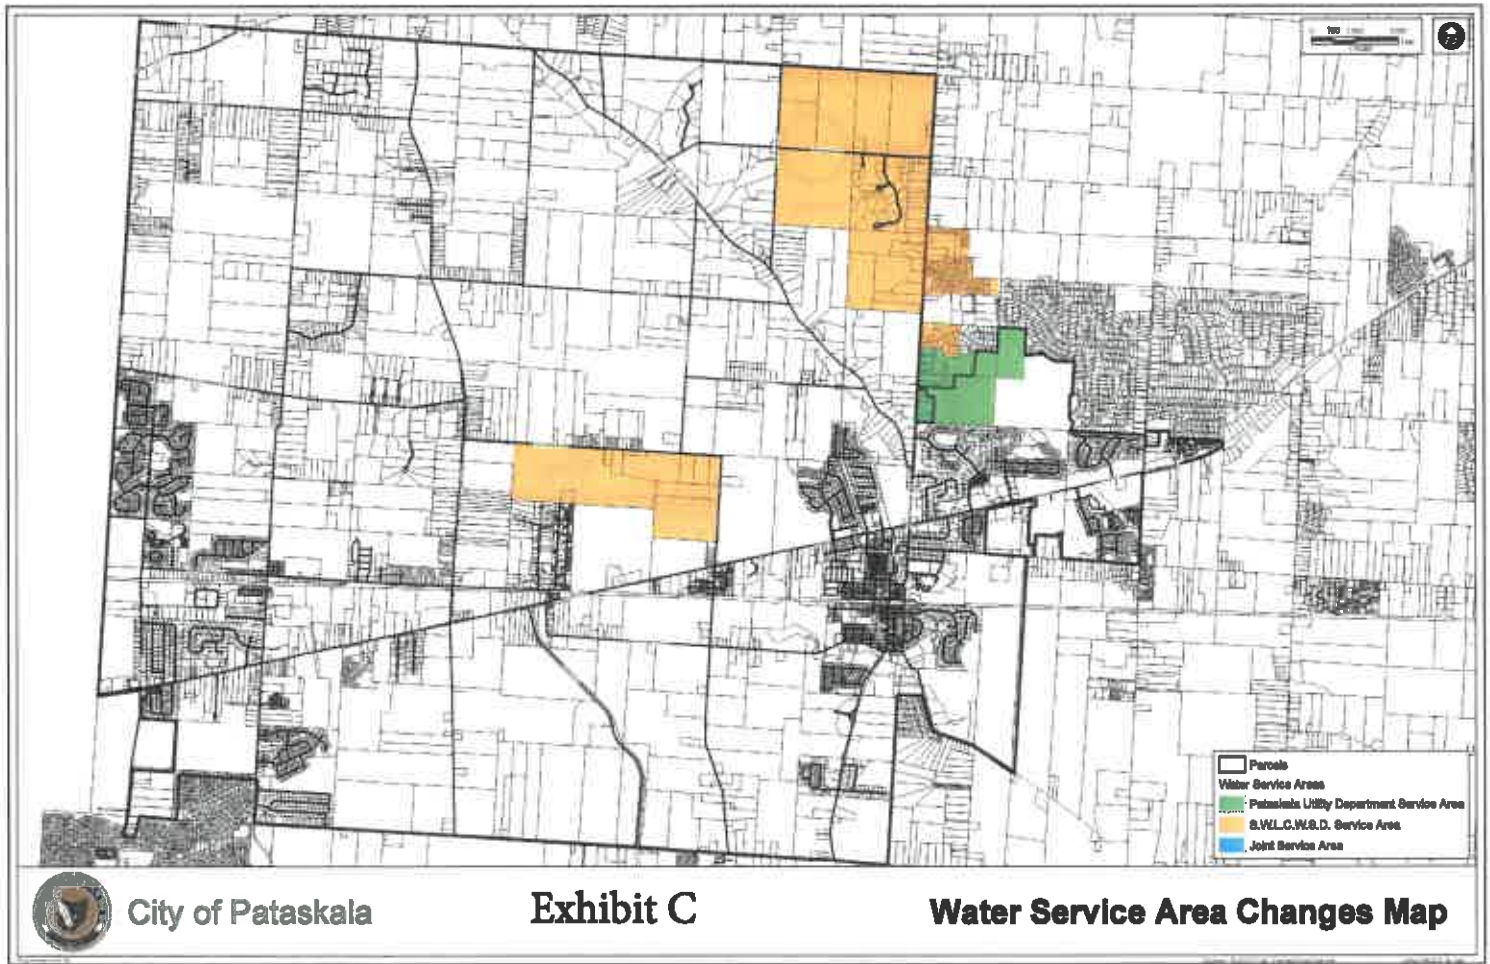 Parcels
Water Service Areas
Pataskala Utility Department Service Area
S.W.L.C.W.S.D. Service Area
Joint Service Area
City of Pataskala
Exhibit C
Water Service Area Changes Map